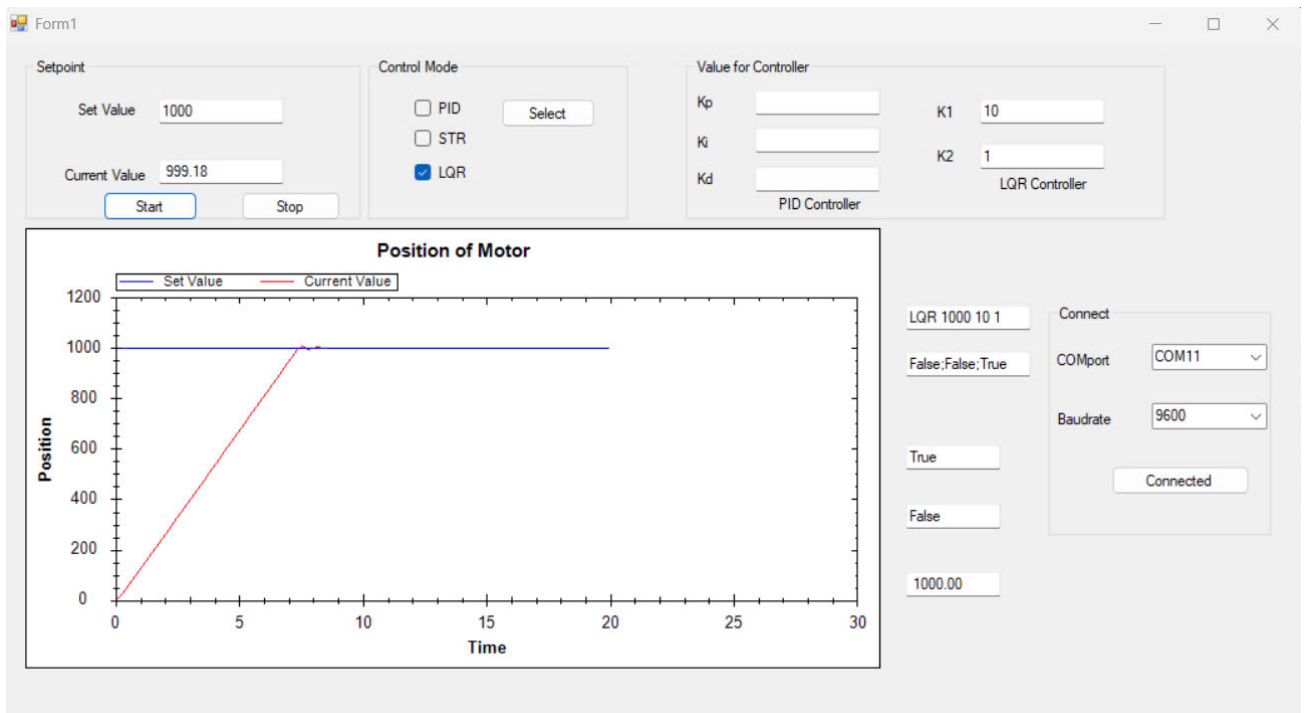 Form1
Setpoint
Set Value 1000
Current Value 999.18
Start Stop
Control Mode
PID
Select
STR
LQR
Value for Controller
Kp
Ki
Kd
PID Controller
K1 10
K2 1
LQR Controller
Position of Motor
Set Value Current Value
Position
1200
1000
800
600
400
200
0
0 5 10 15 20 25 30
Time
LQR 1000 10 1
False;False;True
True
False
1000.00
Connect
COMport COM11
Baudrate 9600
Connected